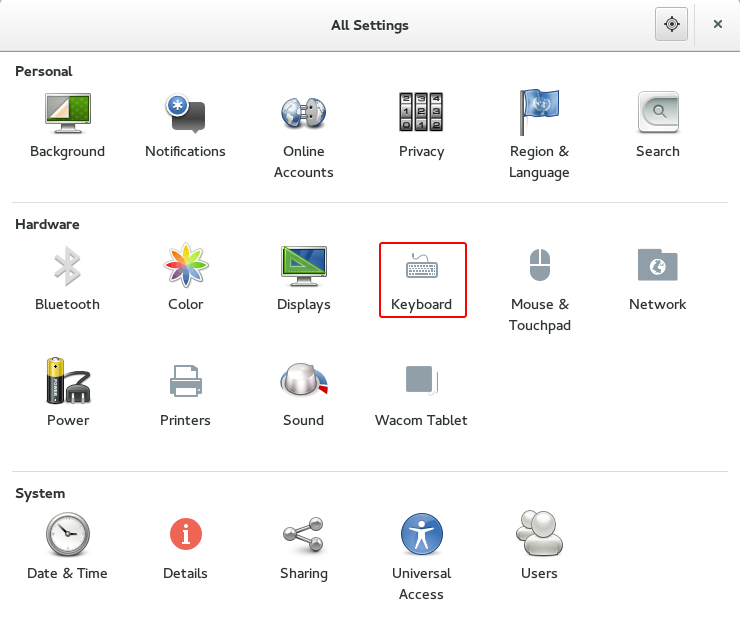 All Settings
Personal
Background
Notifications
Online
Accounts
Privacy
Region &
Language
Search
Hardware
Bluetooth
Color
Displays
Keyboard
Mouse &
Touchpad
Network
Power
Printers
Sound
Wacom Tablet
System
Date & Time
Details
Sharing
Universal
Access
Users